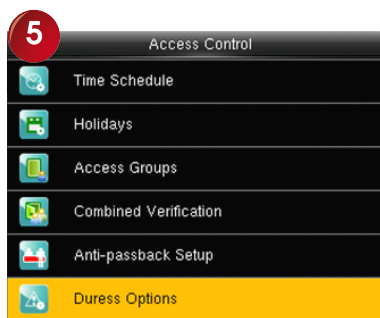 5
Access Control
Time Schedule
Holidays
Access Groups
Combined Verification
Anti-passback Setup
Duress Options